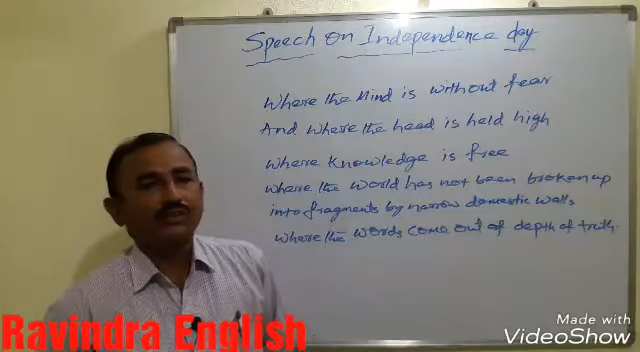 Speech on Independence day
Where the Mind is without fear
And where the head is held high
Where Knowledge is free
Where the World has not been broken up
into fragments by narrow domestic walls
Where the words come out of depth of truth.
Ravindra English
Made with
VideoShow